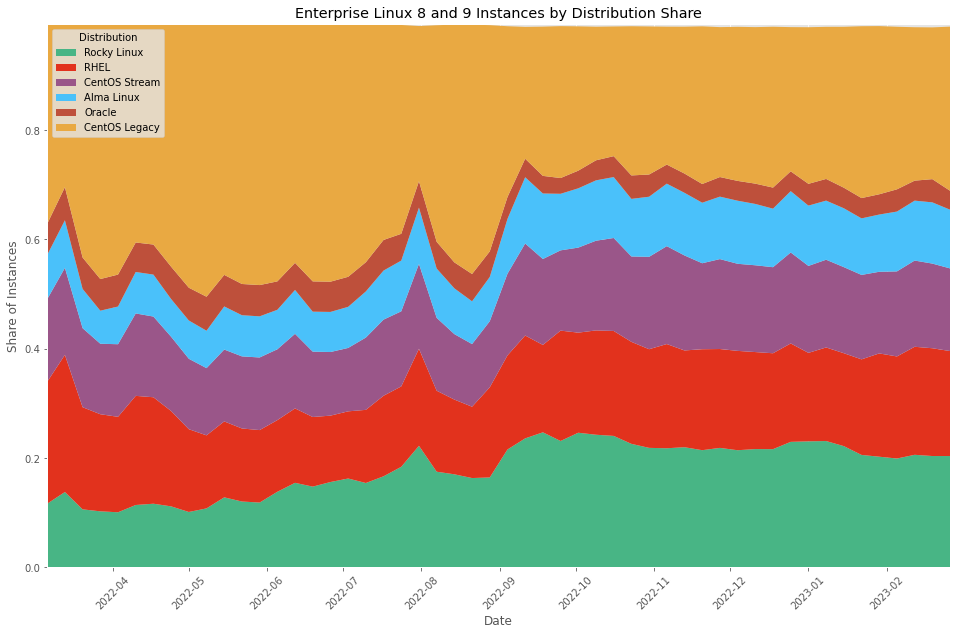 Enterprise Linux 8 and 9 Instances by Distribution Share
Distribution
Rocky Linux
RHEL
CentOS Stream
Alma Linux
Oracle
CentOS Legacy
Share of Instances
0.8
0.6
0.4
0.2
0.0
2022-04
2022-05
2022-06
2022-07
2022-08
2022-09
2022-10
2022-11
2022-12
2023-01
2023-02
Date